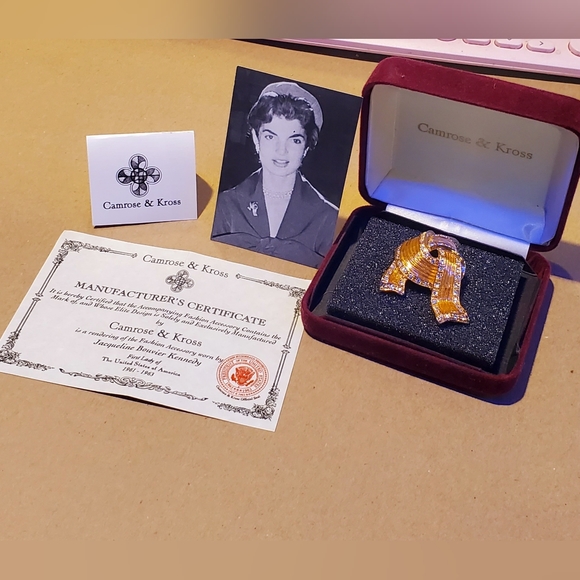 Camrose & Kross
Camrose & Kross
Camrose & Kross
MANUFACTURER'S CERTIFICATE
It is hereby Certified that the Accompanying Fashion Accessory Contains the
Mark of, and Whose Elite Design is Solely and Exclusively Manufactured
by
Camrose & Kross
is a rendering of the Fashion Accessory worn by
Jacqueline Bouvier Kennedy
First Lady of
The United States of America
1961 - 1963